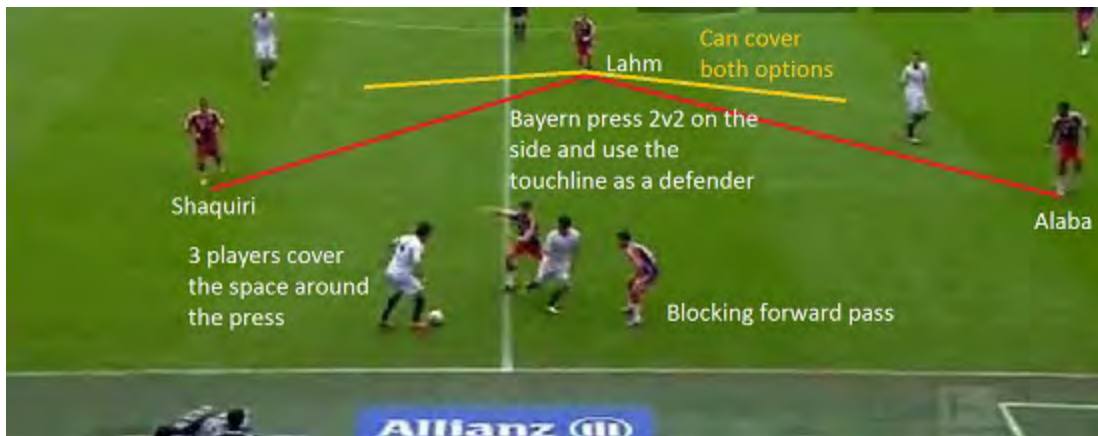 Can cover
both options
Lahm
Bayern press 2v2 on the
side and use the
touchline as a defender
Shaquiri
Alaba
3 players cover
the space around
the press
Blocking forward pass
Allianz